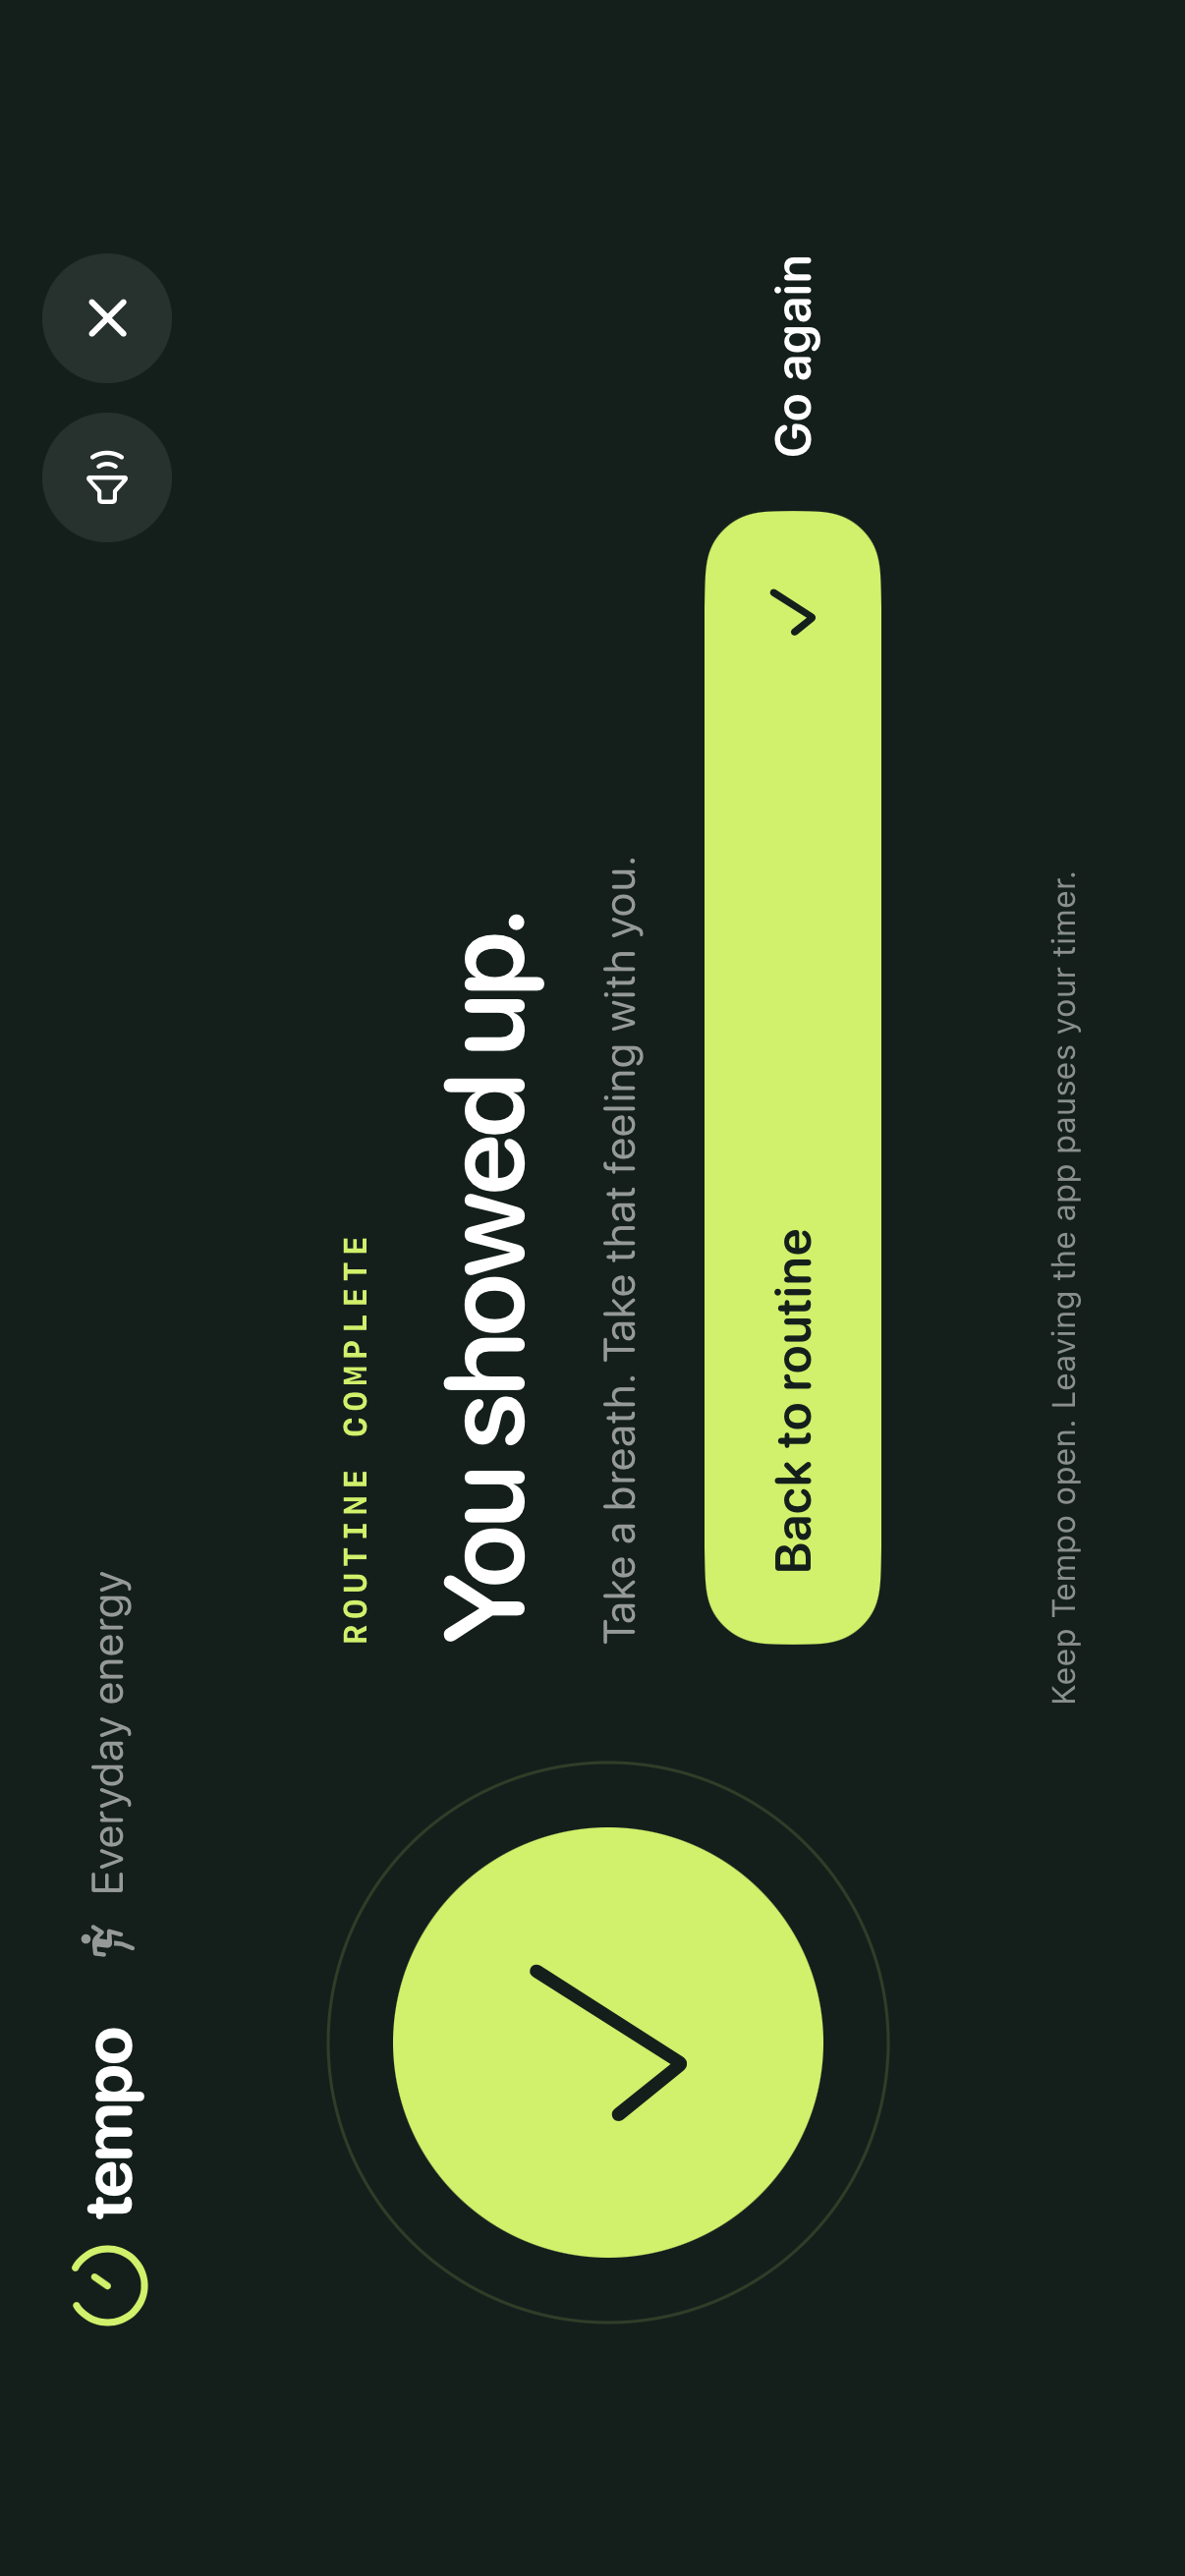 tempo
Everyday energy
ROUTINE COMPLETE
You showed up.
Take a breath. Take that feeling with you.
Back to routine
Go again
Keep Tempo open. Leaving the app pauses your timer.